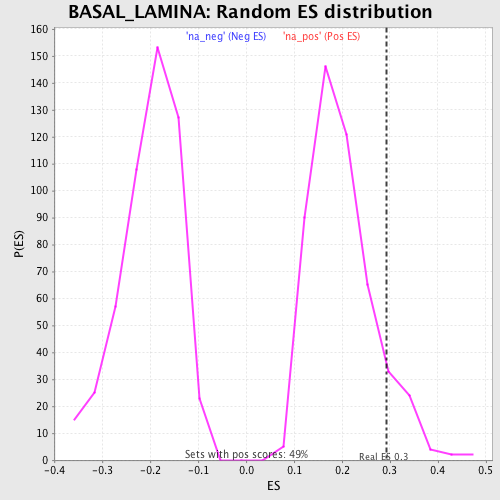 BASAL_LAMINA: Random ES distribution
'na_neg' (Neg ES) 'na_pos' (Pos ES)
160
150
140
130
120
110
100
90
80
70
60
50
40
30
20
10
0
P(ES)
Sets with pos scores: 49%
Real ES 0.3
-0.4 -0.3 -0.2 -0.1 0.0 0.1 0.2 0.3 0.4 0.5
ES